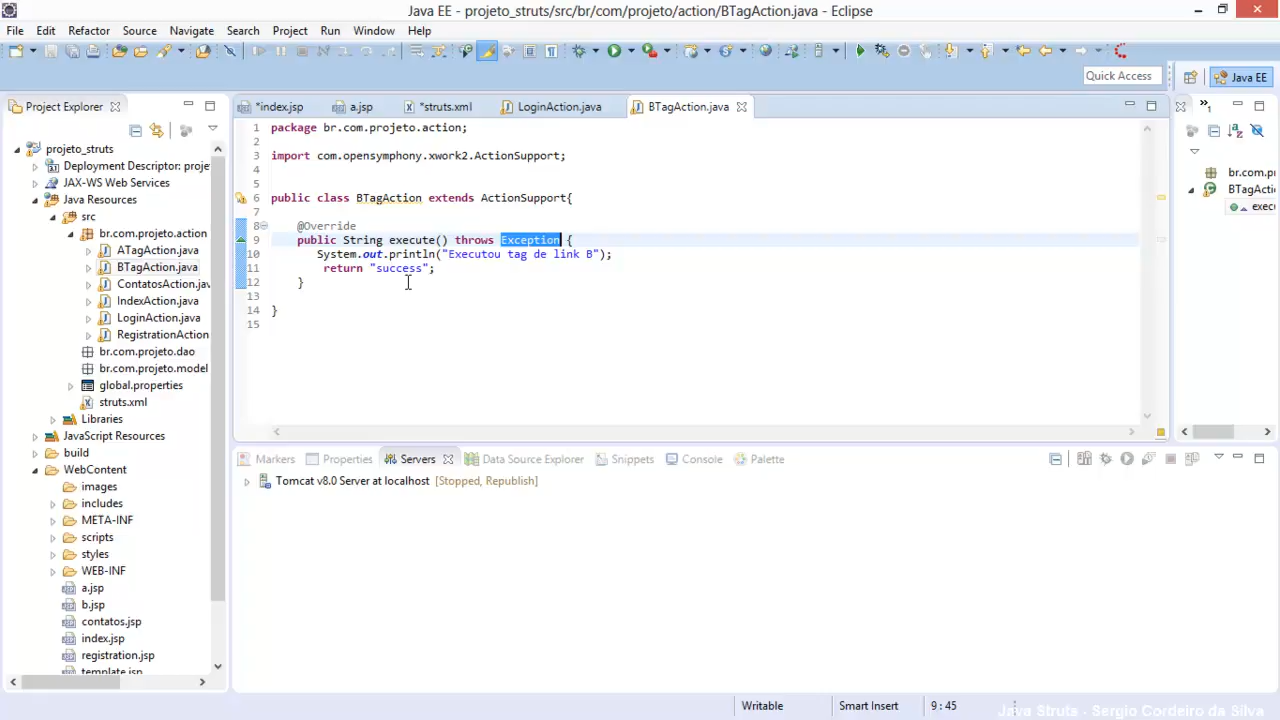 Java EE - projeto_struts/src/br/com/projeto/action/BTagAction.java - Eclipse
File Edit Refactor Source Navigate Search Project Run Window Help
Quick Access
Java EE
Project Explorer
*index.jsp a.jsp *struts.xml LoginAction.java BTagAction.java
»1
projeto_struts
Deployment Descriptor: proje
JAX-WS Web Services
Java Resources
src
br.com.projeto.action
ATagAction.java
BTagAction.java
ContatosAction.jav
IndexAction.java
LoginAction.java
RegistrationAction
br.com.projeto.dao
br.com.projeto.model
global.properties
struts.xml
Libraries
JavaScript Resources
build
WebContent
images
includes
META-INF
scripts
styles
WEB-INF
a.jsp
b.jsp
contatos.jsp
index.jsp
registration.jsp
template.jsp
1 package br.com.projeto.action;
2
3 import com.opensymphony.xwork2.ActionSupport;
4
5
6 public class BTagAction extends ActionSupport{
7
8 @Override
9 public String execute() throws Exception {
10 System.out.println("Executou tag de link B");
11 return "success";
12 }
13
14 }
15
br.com.pr
BTagActio
execu
Markers Properties Servers Data Source Explorer Snippets Console Palette
Tomcat v8.0 Server at localhost [Stopped, Republish]
Writable Smart Insert 9 : 45
Java Struts - Sergio Cordeiro da Silva